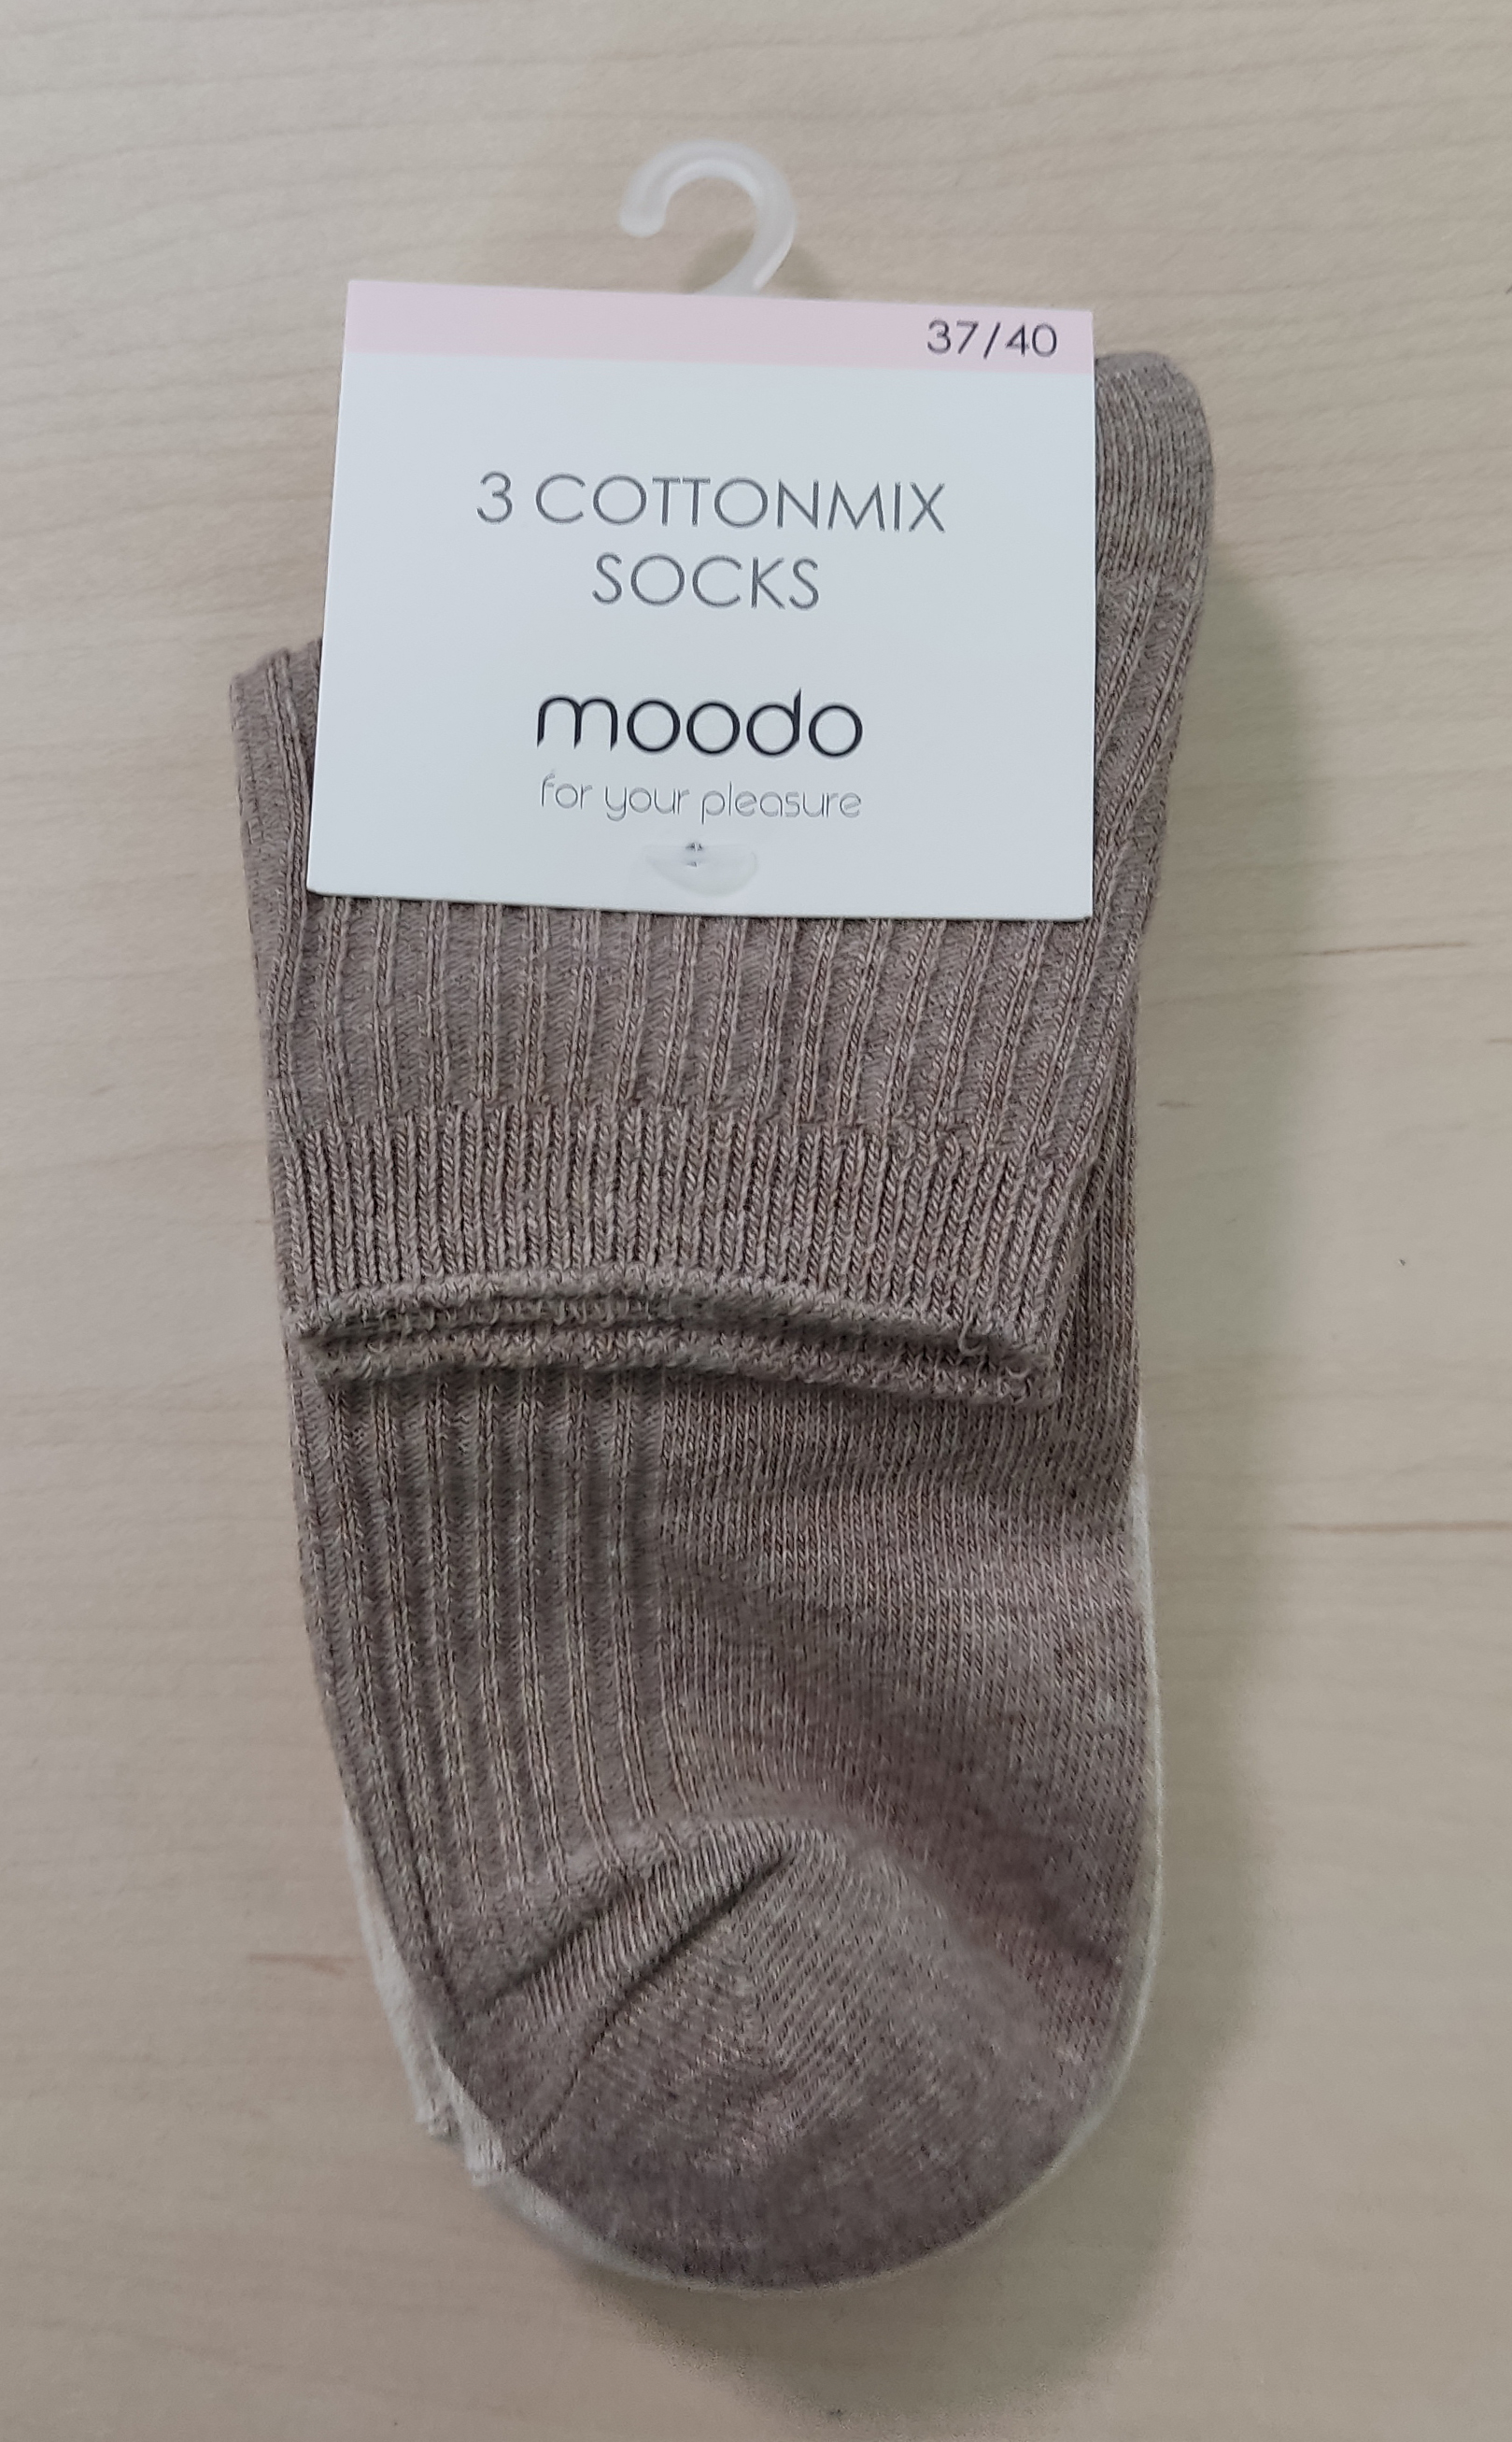 37/40
3 COTTONMIX
SOCKS
moodo
for your pleasure